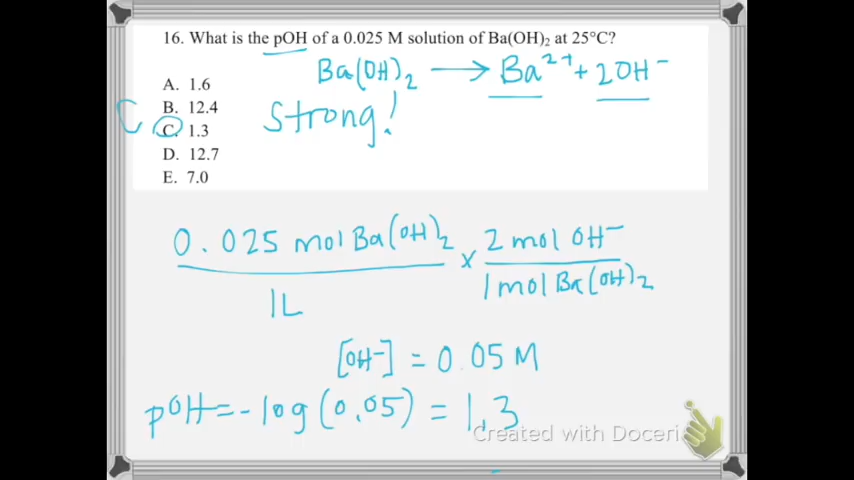 16. What is the pOH of a 0.025 M solution of Ba(OH)₂ at 25°C?
Ba(OH)₂ → Ba²⁺ + 2OH⁻
A. 1.6
B. 12.4
Strong!
C C. 1.3
D. 12.7
E. 7.0
0.025 mol Ba(OH)₂ x 2 mol OH⁻
1L 1 mol Ba(OH)₂
[OH⁻] = 0.05 M
pOH = - log (0.05) = 1.3
Created with Doceri